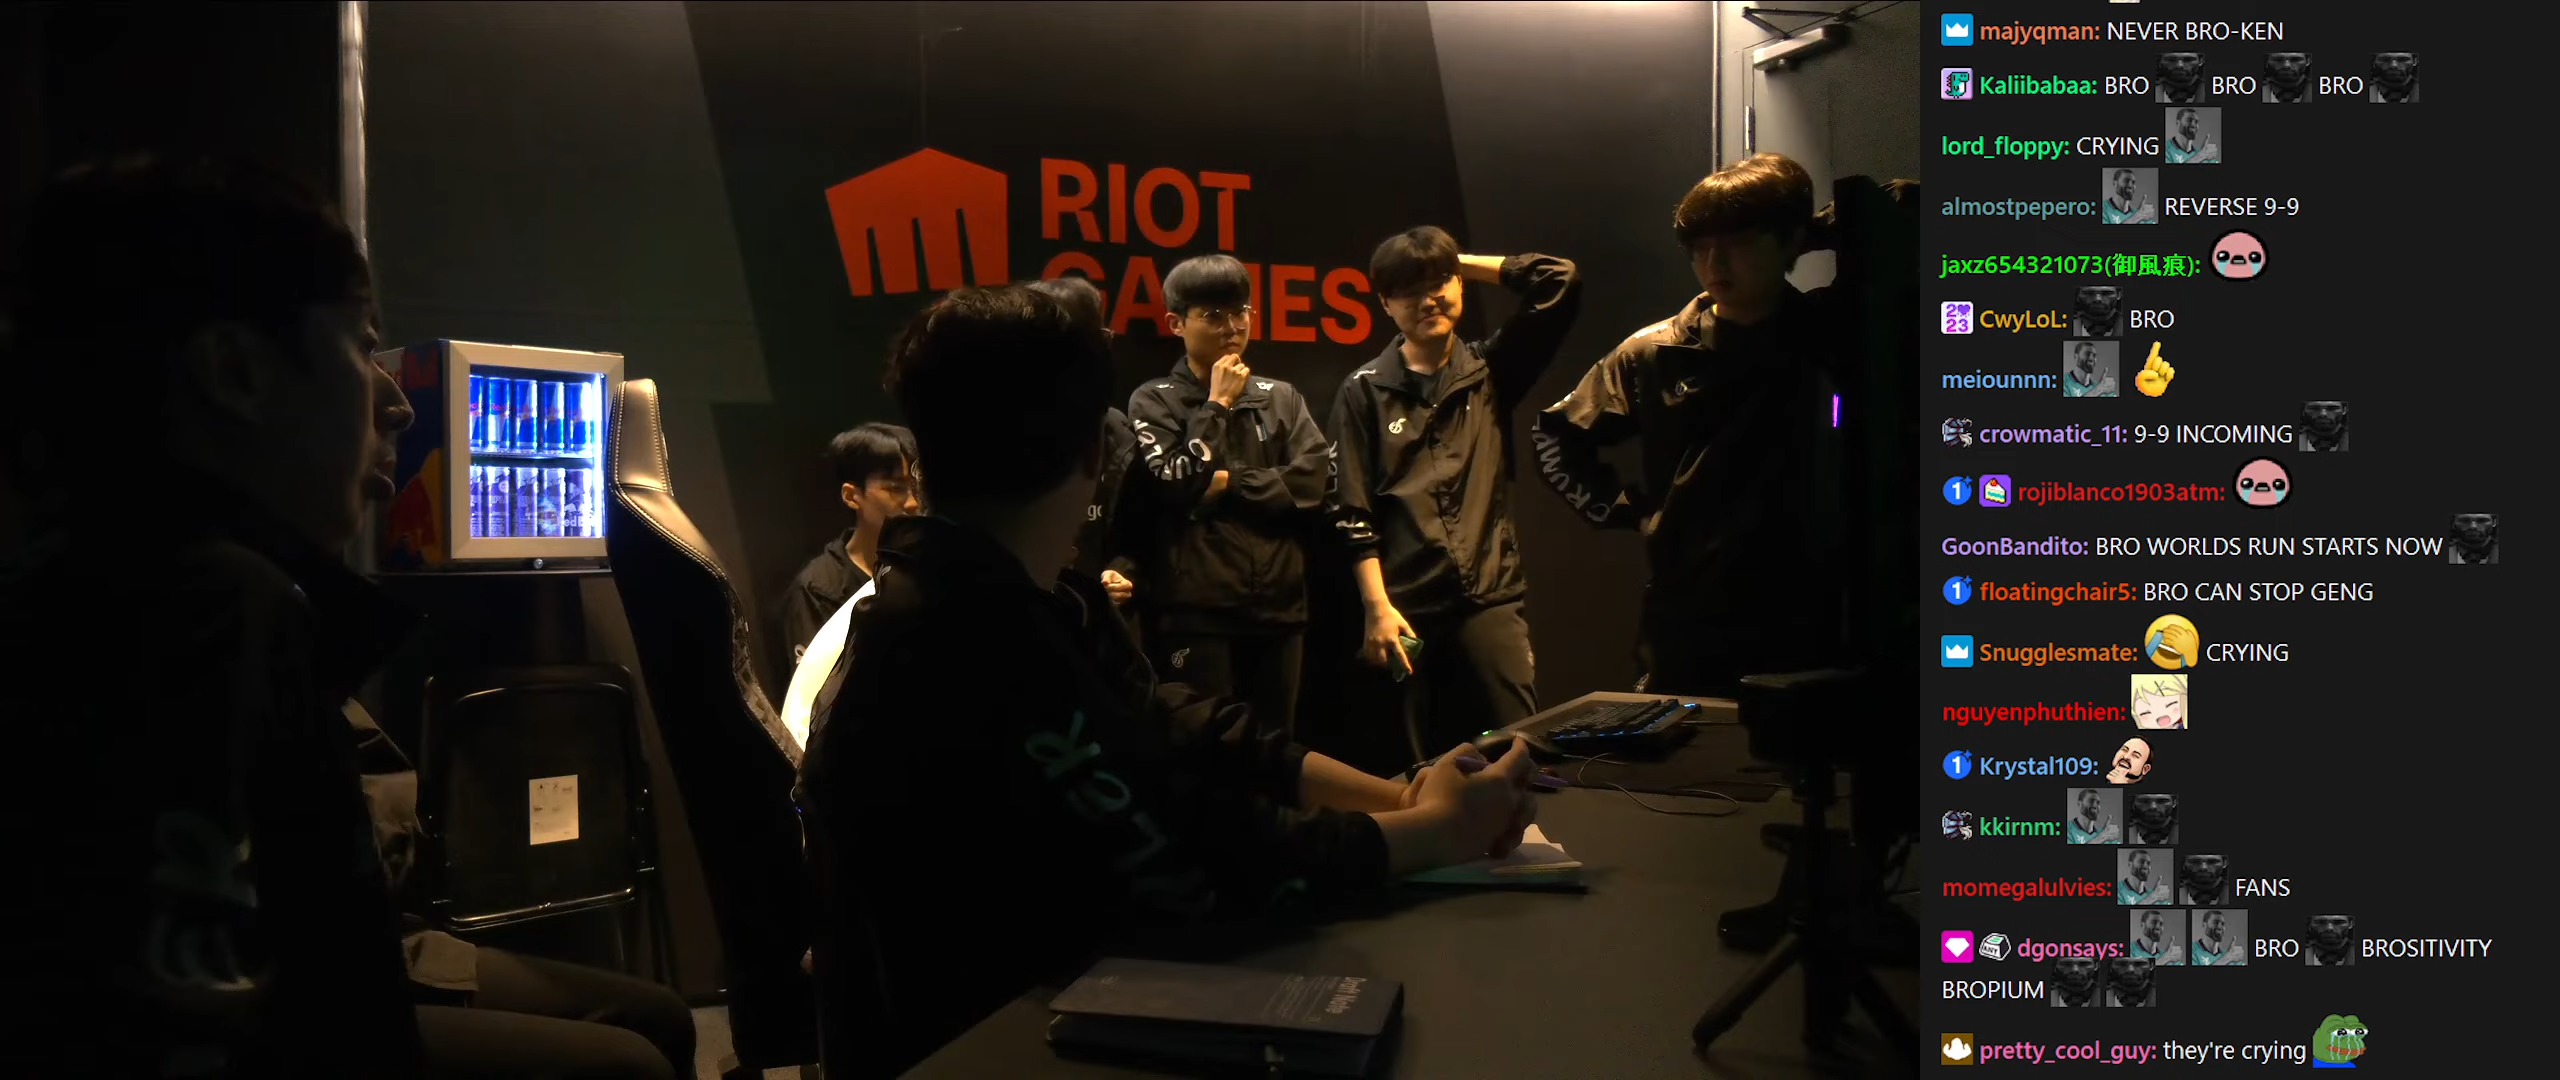 RIOT
GAMES
majyqman: NEVER BRO-KEN
Kaliibabaa: BRO BRO BRO
lord_floppy: CRYING
almostpepero: REVERSE 9-9
jaxz654321073(御風痕):
CwyLoL: BRO
meiounnn:
crowmatic_11: 9-9 INCOMING
rojiblanco1903atm:
GoonBandito: BRO WORLDS RUN STARTS NOW
floatingchair5: BRO CAN STOP GENG
Snugglesmate: CRYING
nguyenphuthien:
Krystal109:
kkirnm:
momegalulvies: FANS
dgonsays: BRO BROSITIVITY
BROPIUM
pretty_cool_guy: they're crying